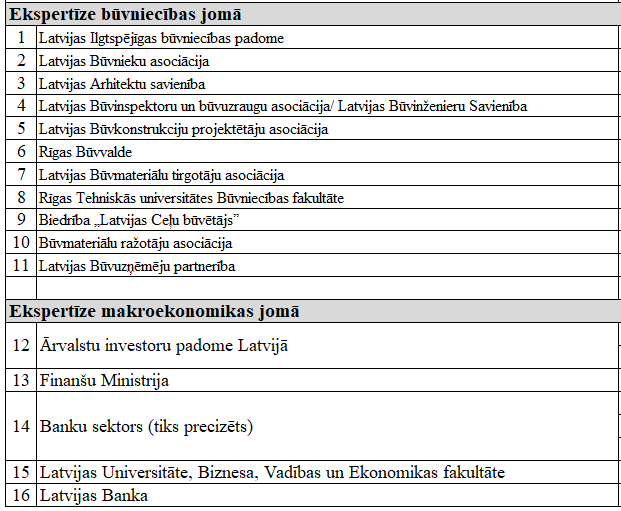 Ekspertīze būvniecības jomā
1 Latvijas Ilgtspējīgas būvniecības padome
2 Latvijas Būvnieku asociācija
3 Latvijas Arhitektu savienība
4 Latvijas Būvinspektoru un būvuzraugu asociācija/ Latvijas Būvinženieru Savienība
5 Latvijas Būvkonstrukciju projektētāju asociācija
6 Rīgas Būvvalde
7 Latvijas Būvmateriālu tirgotāju asociācija
8 Rīgas Tehniskās universitātes Būvniecības fakultāte
9 Biedrība „Latvijas Ceļu būvētājs”
10 Būvmateriālu ražotāju asociācija
11 Latvijas Būvuzņēmēju partnerība
Ekspertīze makroekonomikas jomā
12 Ārvalstu investoru padome Latvijā
13 Finanšu Ministrija
14 Banku sektors (tiks precizēts)
15 Latvijas Universitāte, Biznesa, Vadības un Ekonomikas fakultāte
16 Latvijas Banka